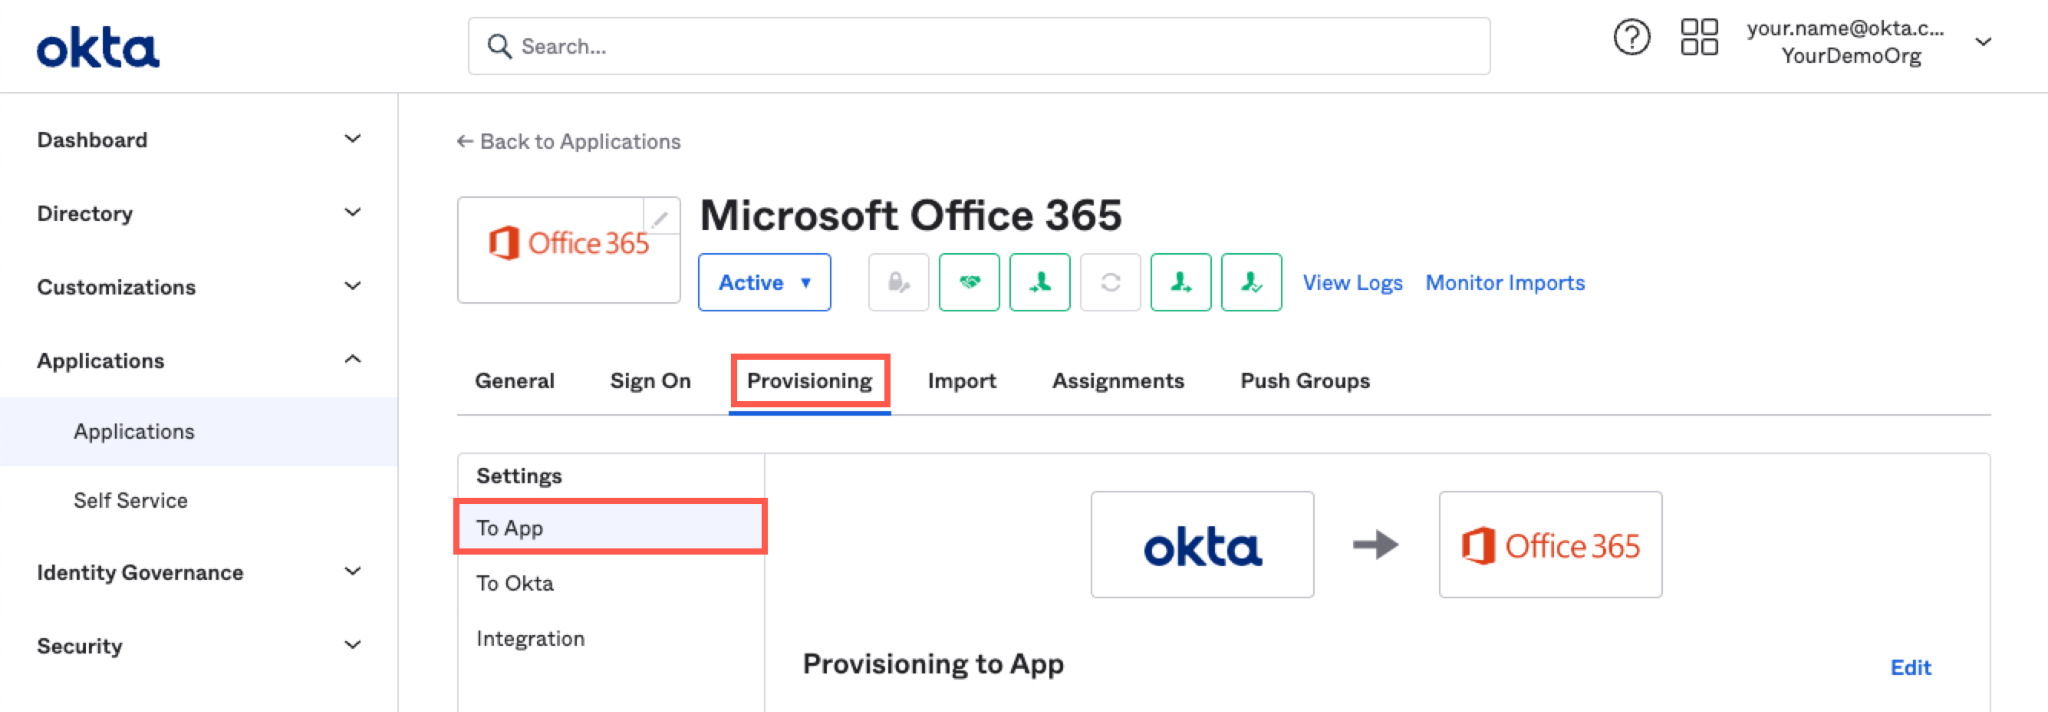 okta
Search...
your.name@okta.c...
YourDemoOrg
Dashboard
Directory
Customizations
Applications
Applications
Self Service
Identity Governance
Security
← Back to Applications
Office 365
Microsoft Office 365
Active
View Logs
Monitor Imports
General
Sign On
Provisioning
Import
Assignments
Push Groups
Settings
To App
To Okta
Integration
okta
Office 365
Provisioning to App
Edit